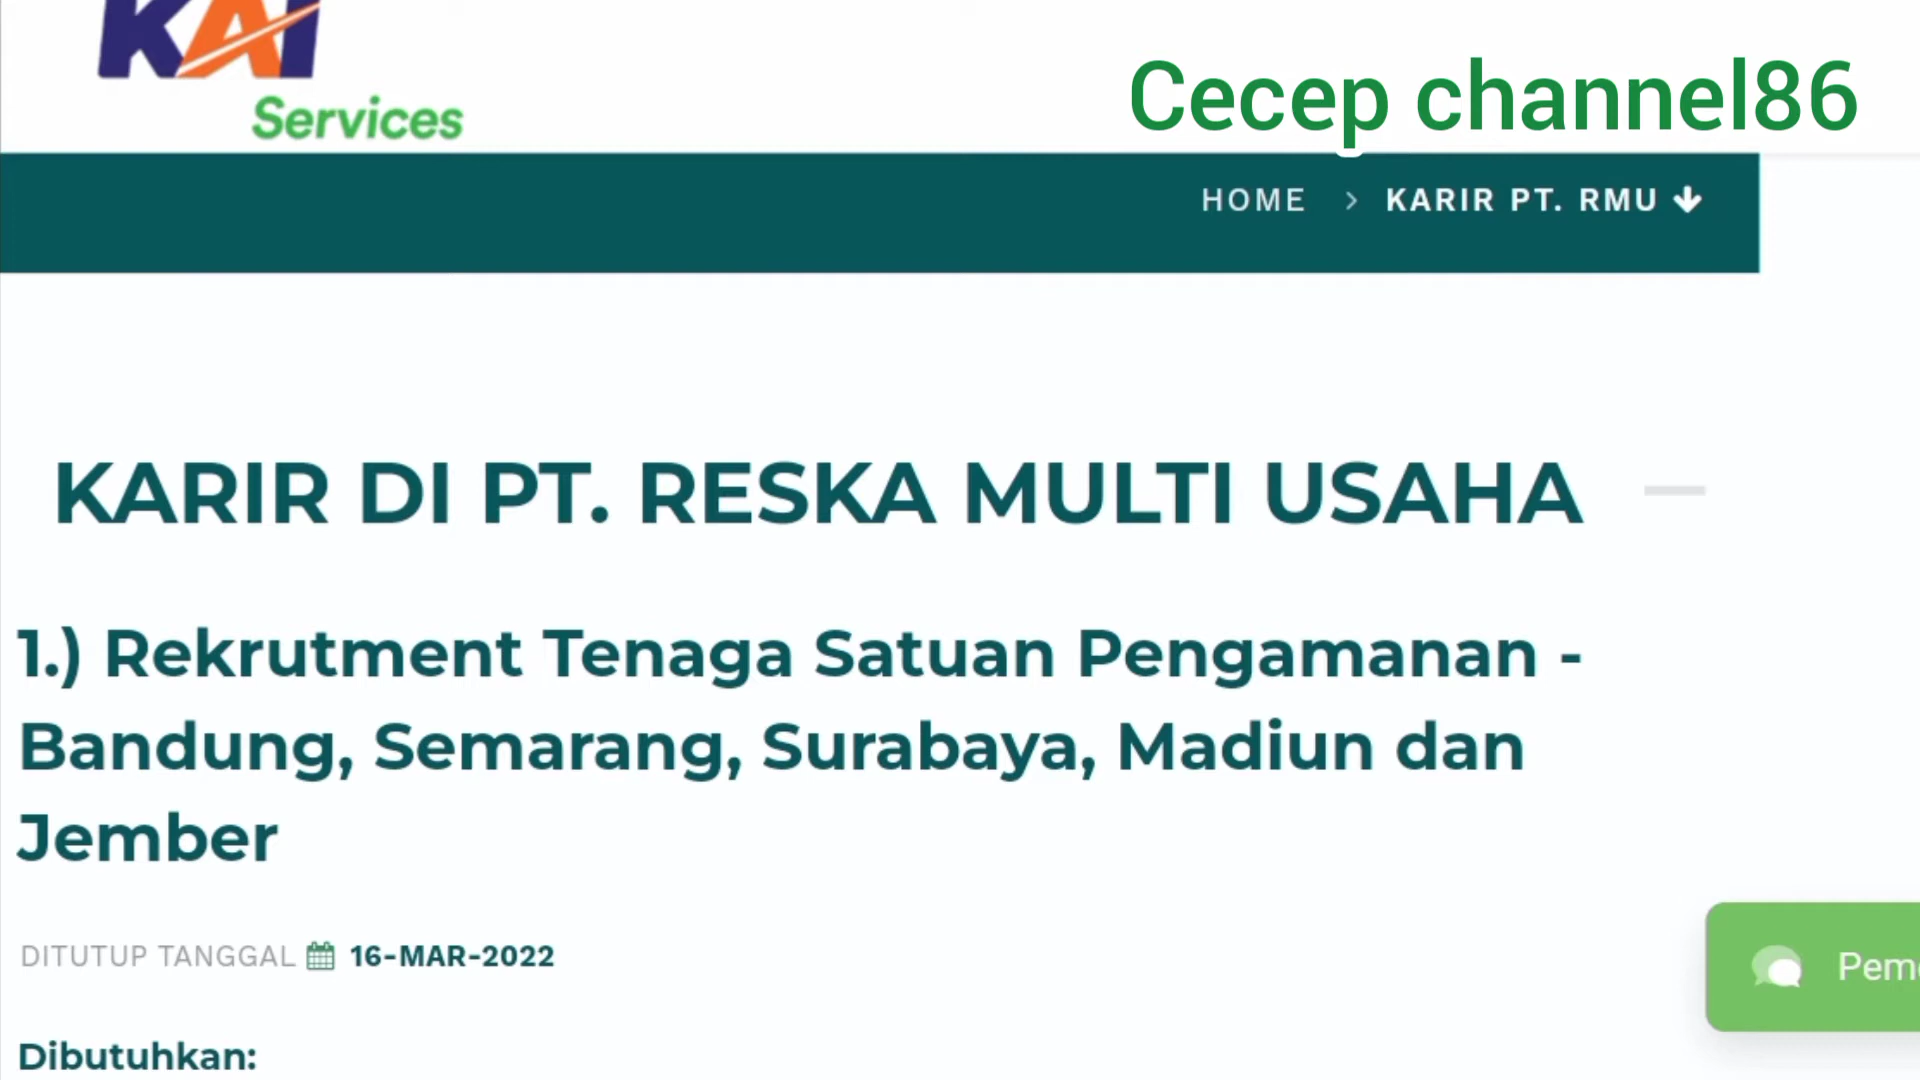 KAI
Services
Cecep channel86
HOME > KARIR PT. RMU
KARIR DI PT. RESKA MULTI USAHA
1.) Rekrutment Tenaga Satuan Pengamanan -
Bandung, Semarang, Surabaya, Madiun dan
Jember
DITUTUP TANGGAL 16-MAR-2022
Dibutuhkan: